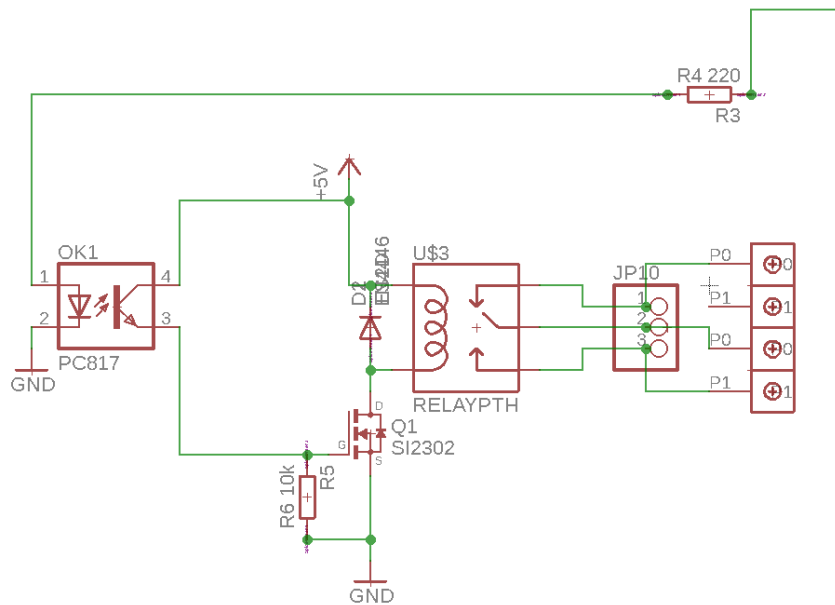 R4 220
R3
+5V
OK1
1
4
2
3
PC817
GND
D2
U$3
RELAYPTH
JP10
1
2
3
P0
0
P1
1
P0
0
P1
1
D
G
S
Q1
SI2302
R6 10k
R5
GND